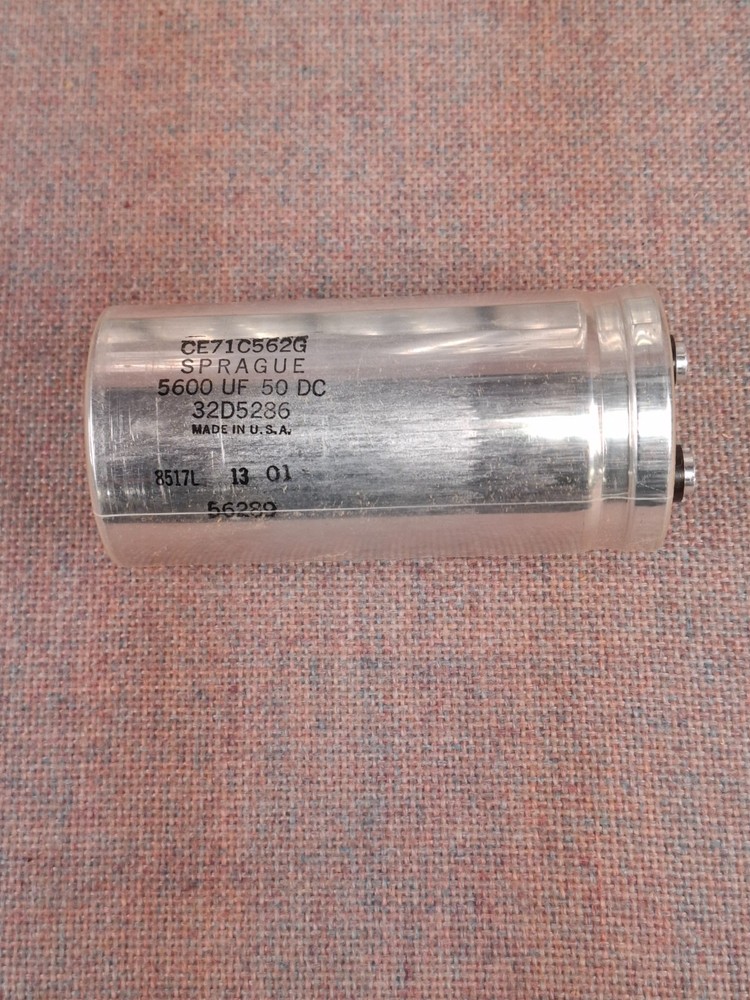 CE71C562G
SPRAGUE
5600 UF 50 DC
32D5286
MADE IN U.S.A.
8517L 13 01
56289